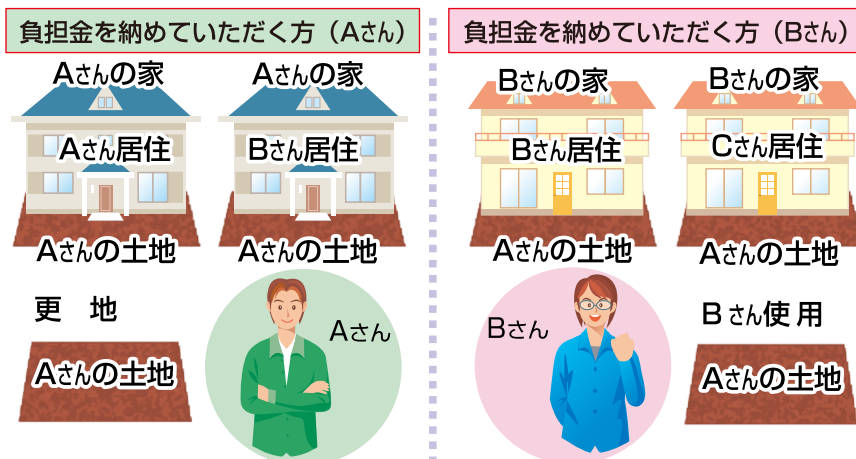 負担金を納めていただく方（Aさん）
Aさんの家
Aさん居住
Aさんの土地
Aさんの家
Bさん居住
Aさんの土地
更 地
Aさんの土地
Aさん
負担金を納めていただく方（Bさん）
Bさんの家
Bさん居住
Aさんの土地
Bさんの家
Cさん居住
Aさんの土地
Bさん
Bさん使用
Aさんの土地